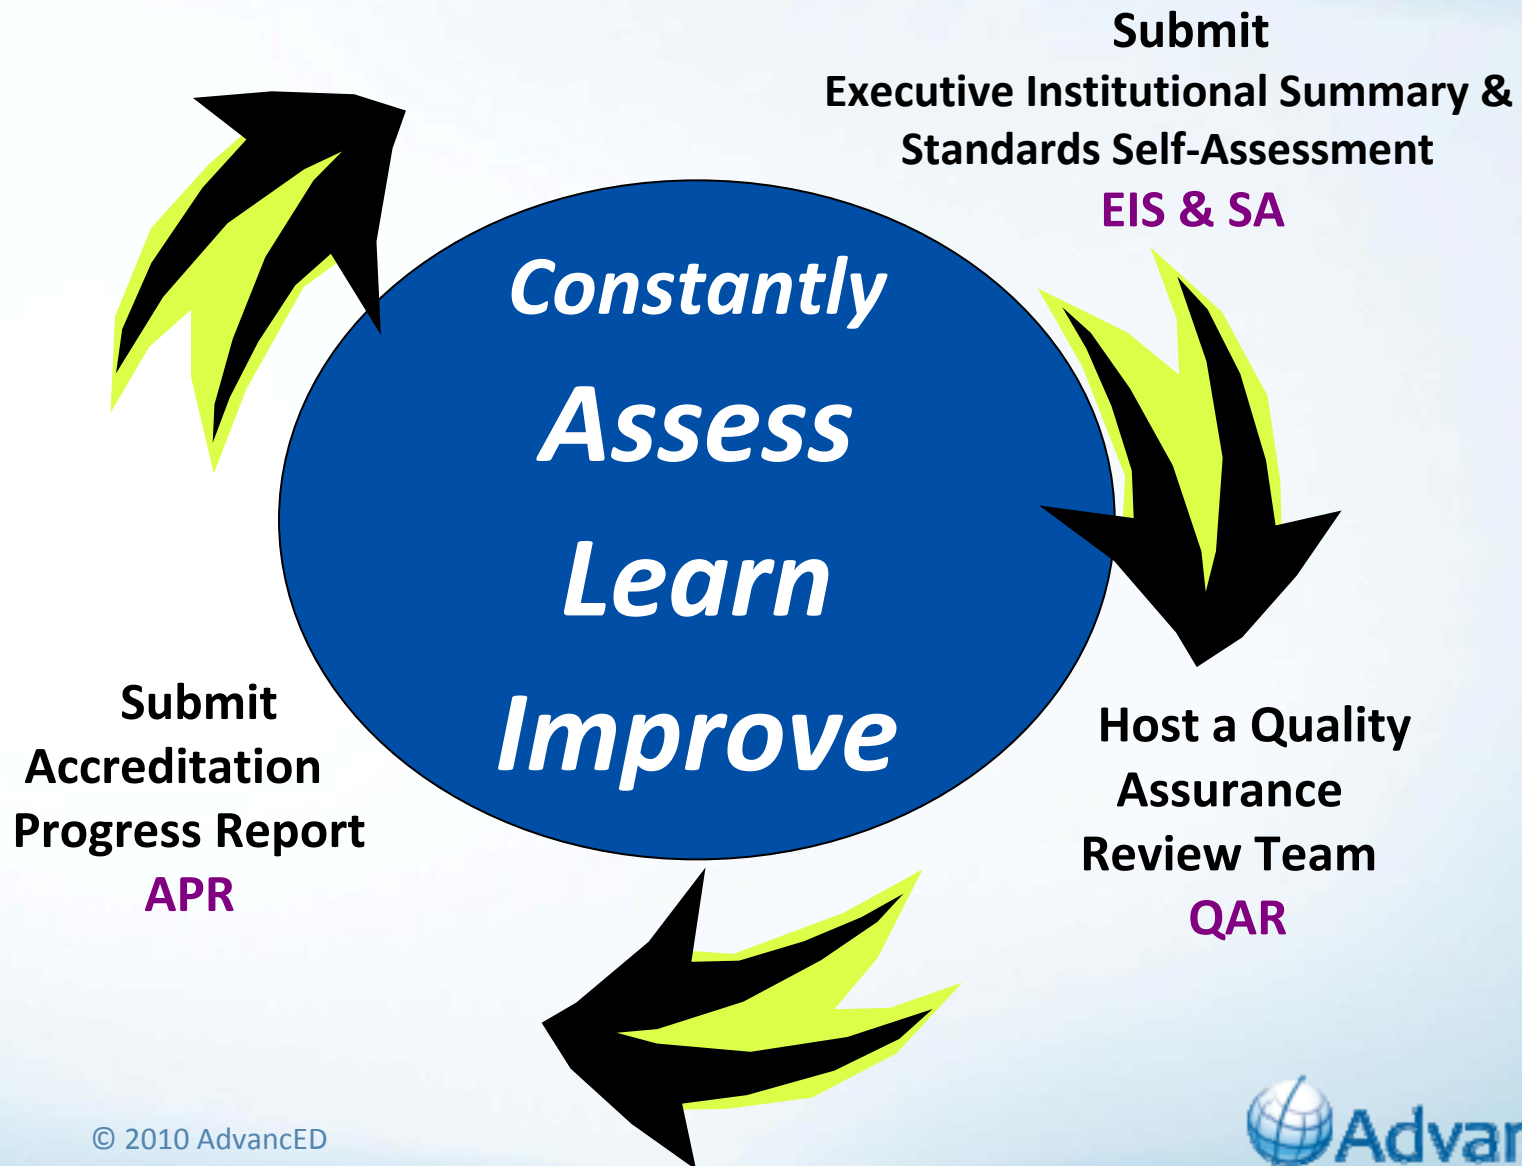 Submit
Executive Institutional Summary &
Standards Self-Assessment
EIS & SA
Constantly
Assess
Learn
Improve
Submit
Accreditation
Progress Report
APR
Host a Quality
Assurance
Review Team
QAR
© 2010 AdvancED
Advan